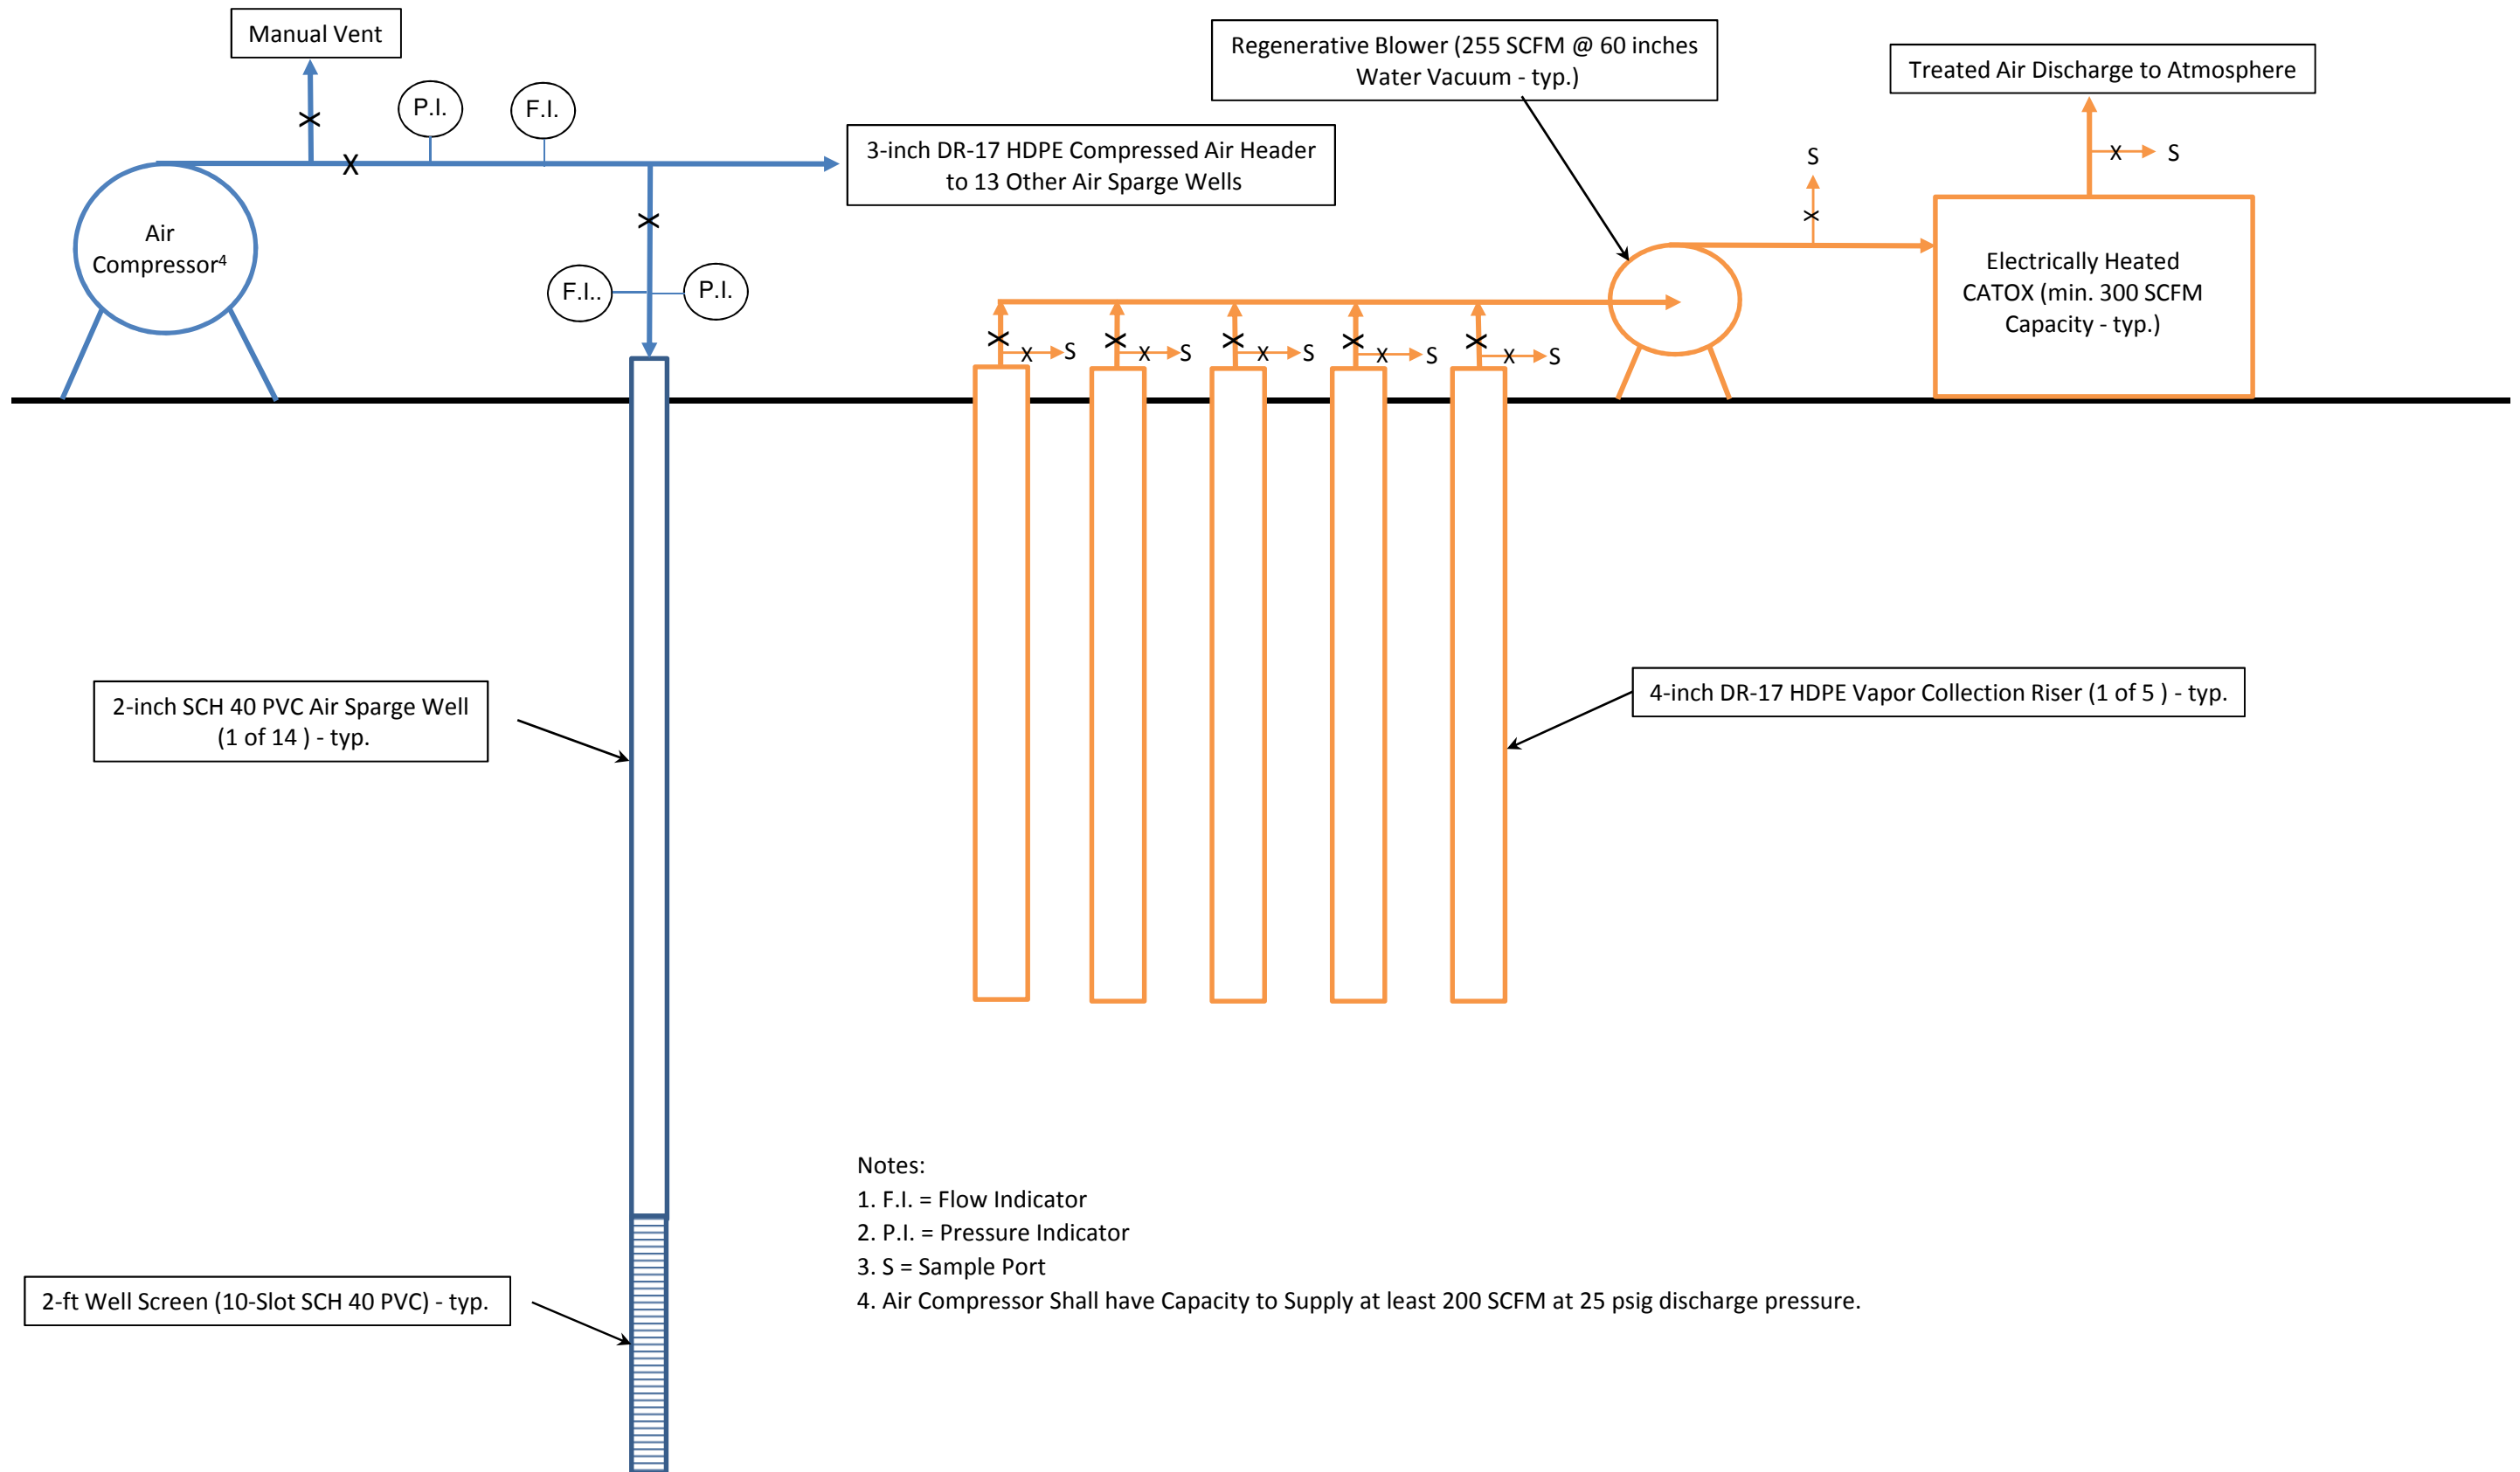 Manual Vent
P.I.
F.I.
Regenerative Blower (255 SCFM @ 60 inches
Water Vacuum - typ.)
Treated Air Discharge to Atmosphere
3-inch DR-17 HDPE Compressed Air Header
to 13 Other Air Sparge Wells
X
X
X
S
X
S
X
Air
Compressor4
X
F.I..
P.I.
Electrically Heated
CATOX (min. 300 SCFM
Capacity - typ.)
X
X
S
X
X
S
X
X
S
X
X
S
X
X
S
2-inch SCH 40 PVC Air Sparge Well
(1 of 14 ) - typ.
4-inch DR-17 HDPE Vapor Collection Riser (1 of 5 ) - typ.
Notes:
1. F.I. = Flow Indicator
2. P.I. = Pressure Indicator
3. S = Sample Port
4. Air Compressor Shall have Capacity to Supply at least 200 SCFM at 25 psig discharge pressure.
2-ft Well Screen (10-Slot SCH 40 PVC) - typ.